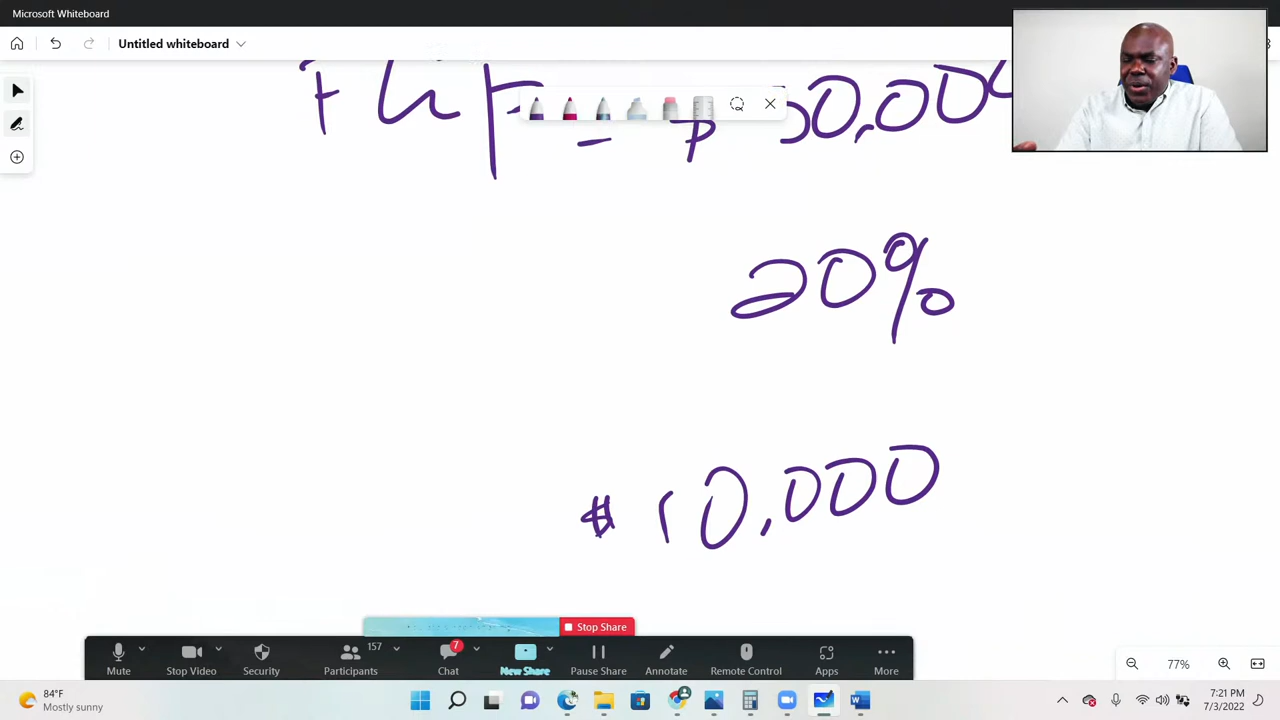 Microsoft Whiteboard
Untitled whiteboard
20%
$10,000
157
7
Stop Share
Mute
Stop Video
Security
Participants
Chat
New Share
Pause Share
Annotate
Remote Control
Apps
More
77%
84°F
Mostly sunny
7:21 PM
7/3/2022